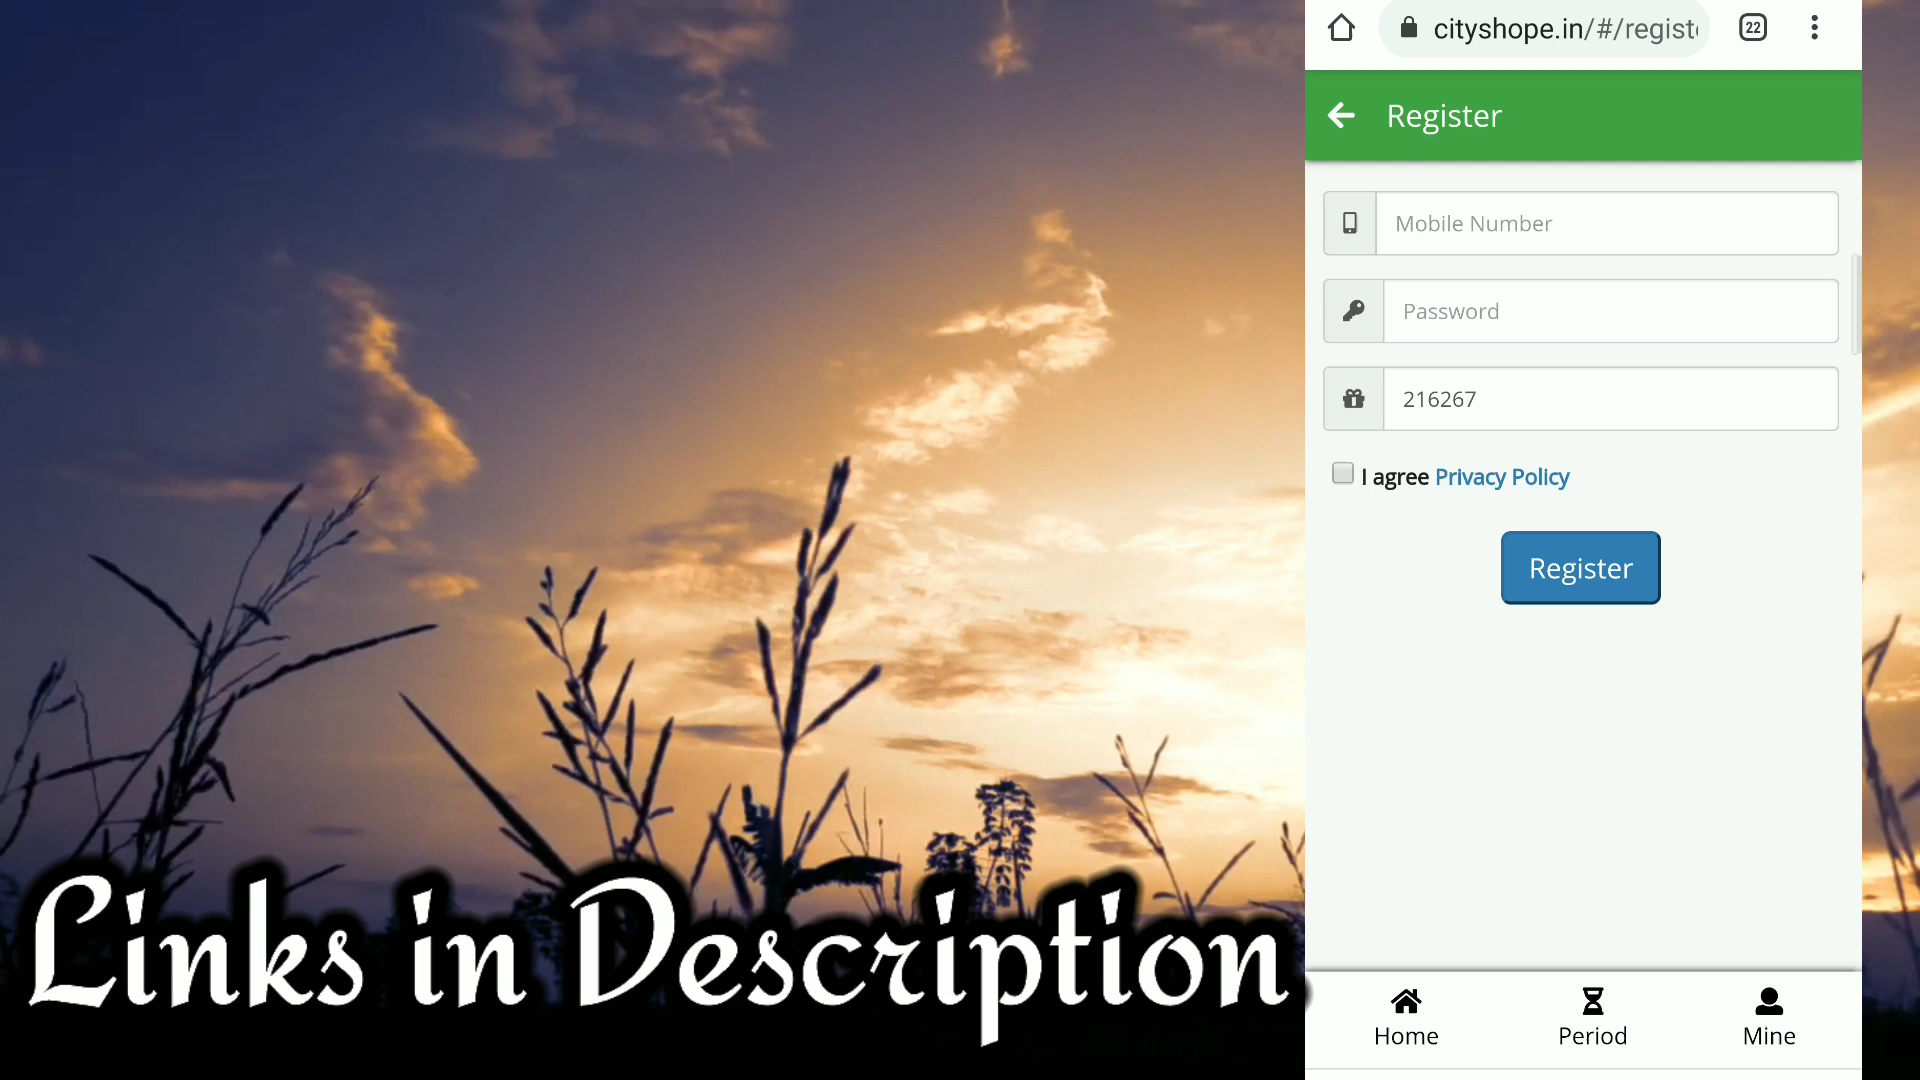 cityshope.in/#/regist
22
Register
Mobile Number
Password
216267
I agree Privacy Policy
Register
Links in Description
Home
Period
Mine